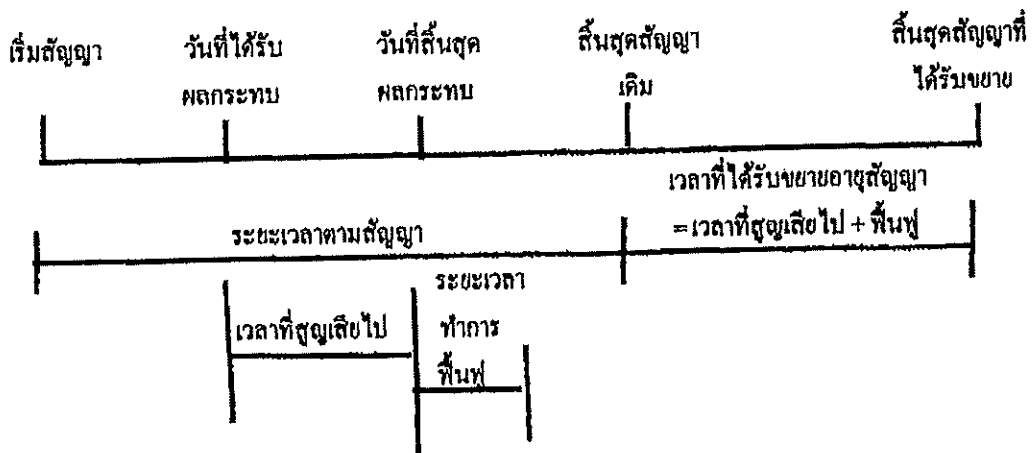 เริ่มสัญญา
วันที่ได้รับ
ผลกระทบ
วันที่สิ้นสุด
ผลกระทบ
สิ้นสุดสัญญา
เดิม
สิ้นสุดสัญญาที่
ได้รับขยาย
เวลาที่ได้รับขยายอายุสัญญา
=เวลาที่สูญเสียไป + ฟื้นฟู
ระยะเวลาตามสัญญา
ระยะเวลา
ทำการ
ฟื้นฟู
เวลาที่สูญเสียไป